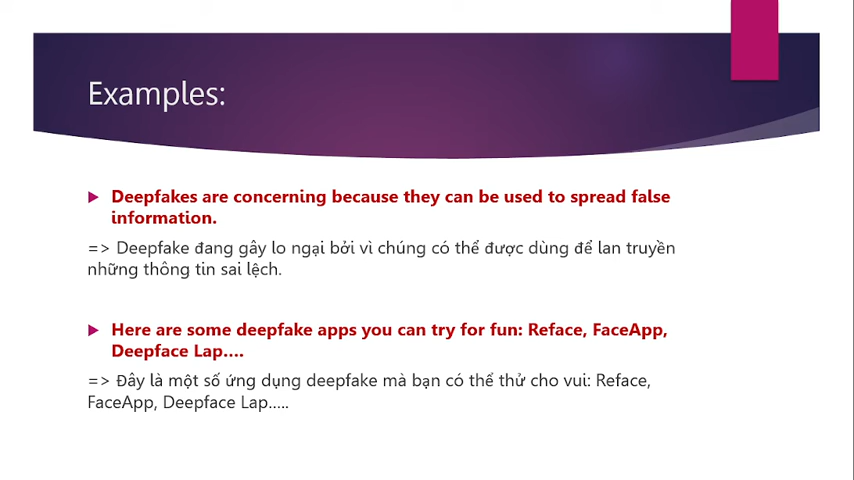 Examples:
Deepfakes are concerning because they can be used to spread false
information.
=> Deepfake đang gây lo ngại bởi vì chúng có thể được dùng để lan truyền
những thông tin sai lệch.
Here are some deepfake apps you can try for fun: Reface, FaceApp,
Deepface Lap....
=> Đây là một số ứng dụng deepfake mà bạn có thể thử cho vui: Reface,
FaceApp, Deepface Lap.....